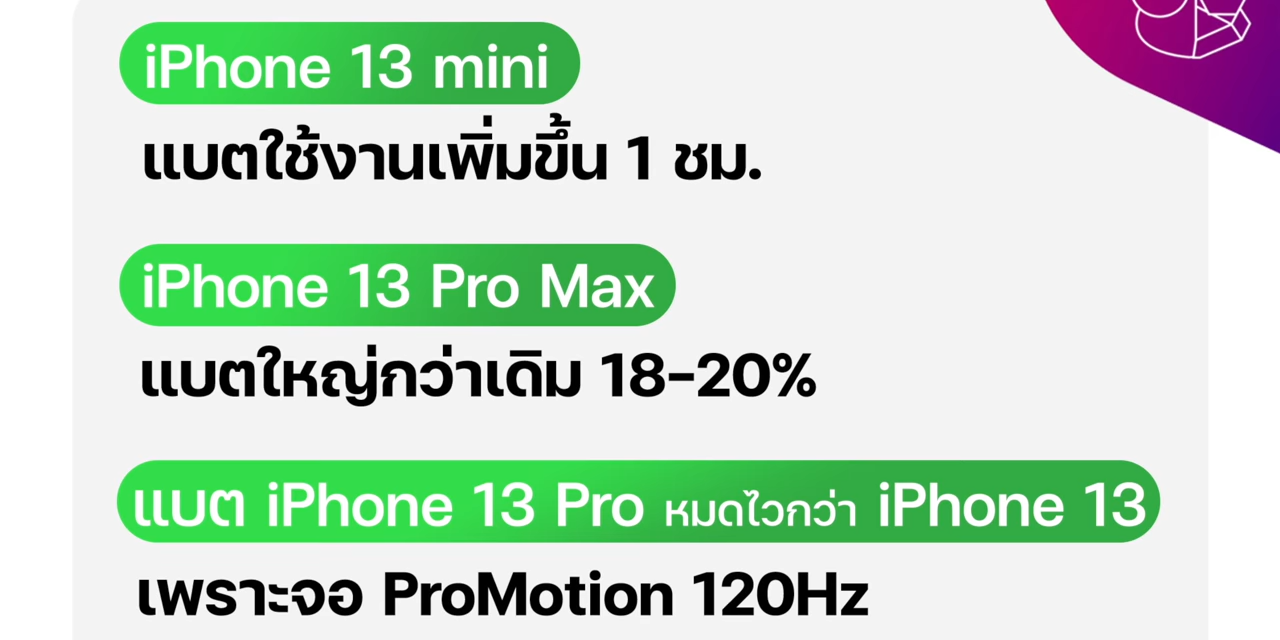 iPhone 13 mini
แบตใช้งานเพิ่มขึ้น 1 ชม.
iPhone 13 Pro Max
แบตใหญ่กว่าเดิม 18-20%
แบต iPhone 13 Pro หมดไวกว่า iPhone 13
เพราะจอ ProMotion 120Hz